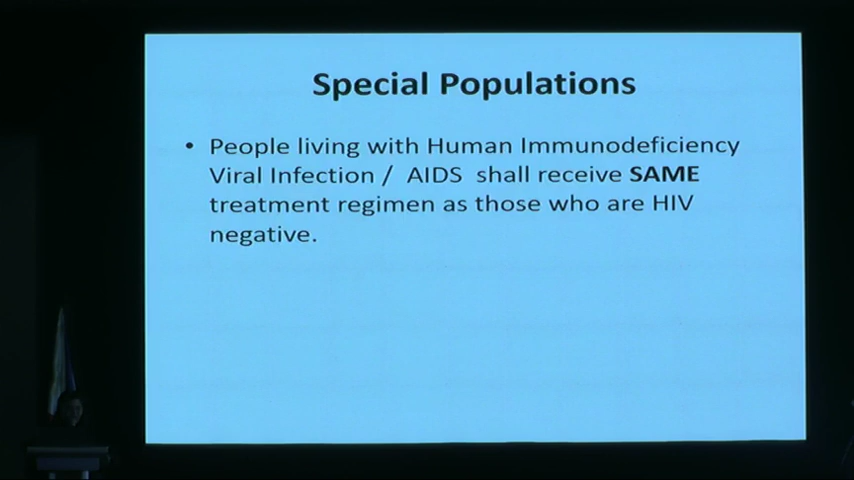 Special Populations
• People living with Human Immunodeficiency
Viral Infection / AIDS shall receive SAME
treatment regimen as those who are HIV
negative.